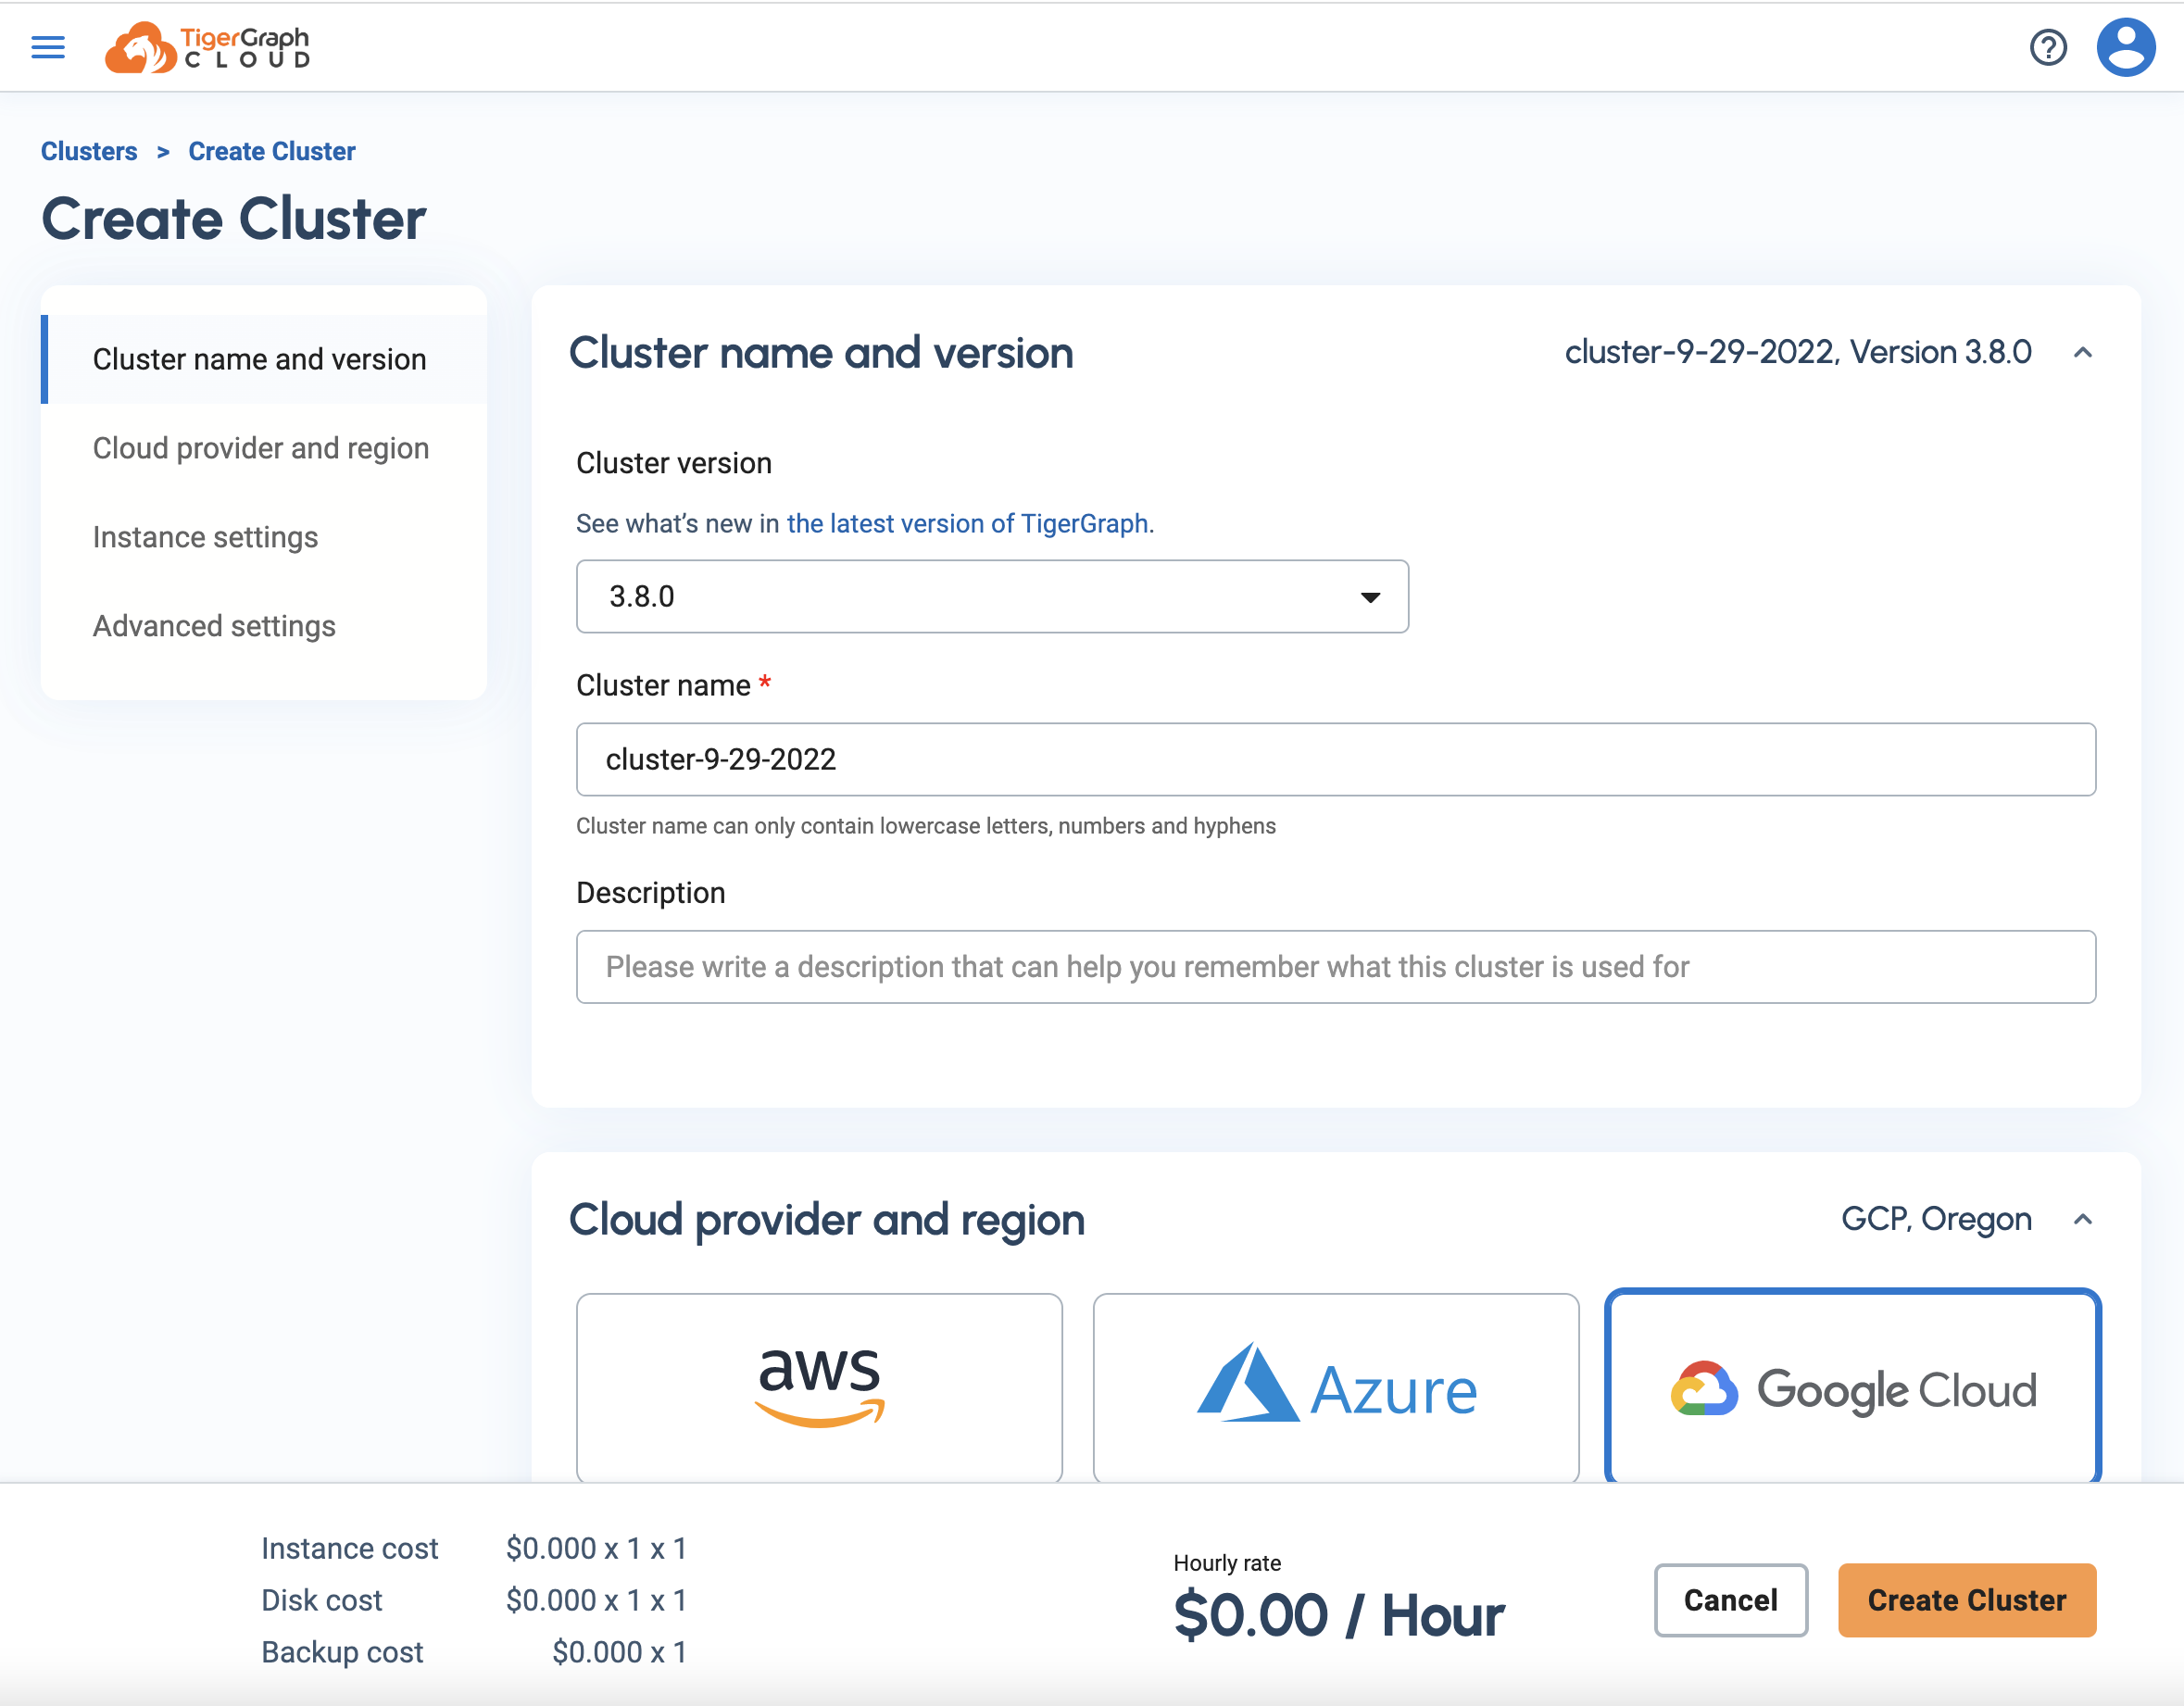 TigerGraph
CLOUD
Clusters > Create Cluster
Create Cluster
Cluster name and version
Cloud provider and region
Instance settings
Advanced settings
Cluster name and version
cluster-9-29-2022, Version 3.8.0
Cluster version
See what's new in the latest version of TigerGraph.
3.8.0
Cluster name *
cluster-9-29-2022
Cluster name can only contain lowercase letters, numbers and hyphens
Description
Please write a description that can help you remember what this cluster is used for
Cloud provider and region
GCP, Oregon
aws
Azure
Google Cloud
Instance cost $0.000 x 1 x 1
Disk cost $0.000 x 1 x 1
Backup cost $0.000 x 1
Hourly rate
$0.00 / Hour
Cancel
Create Cluster